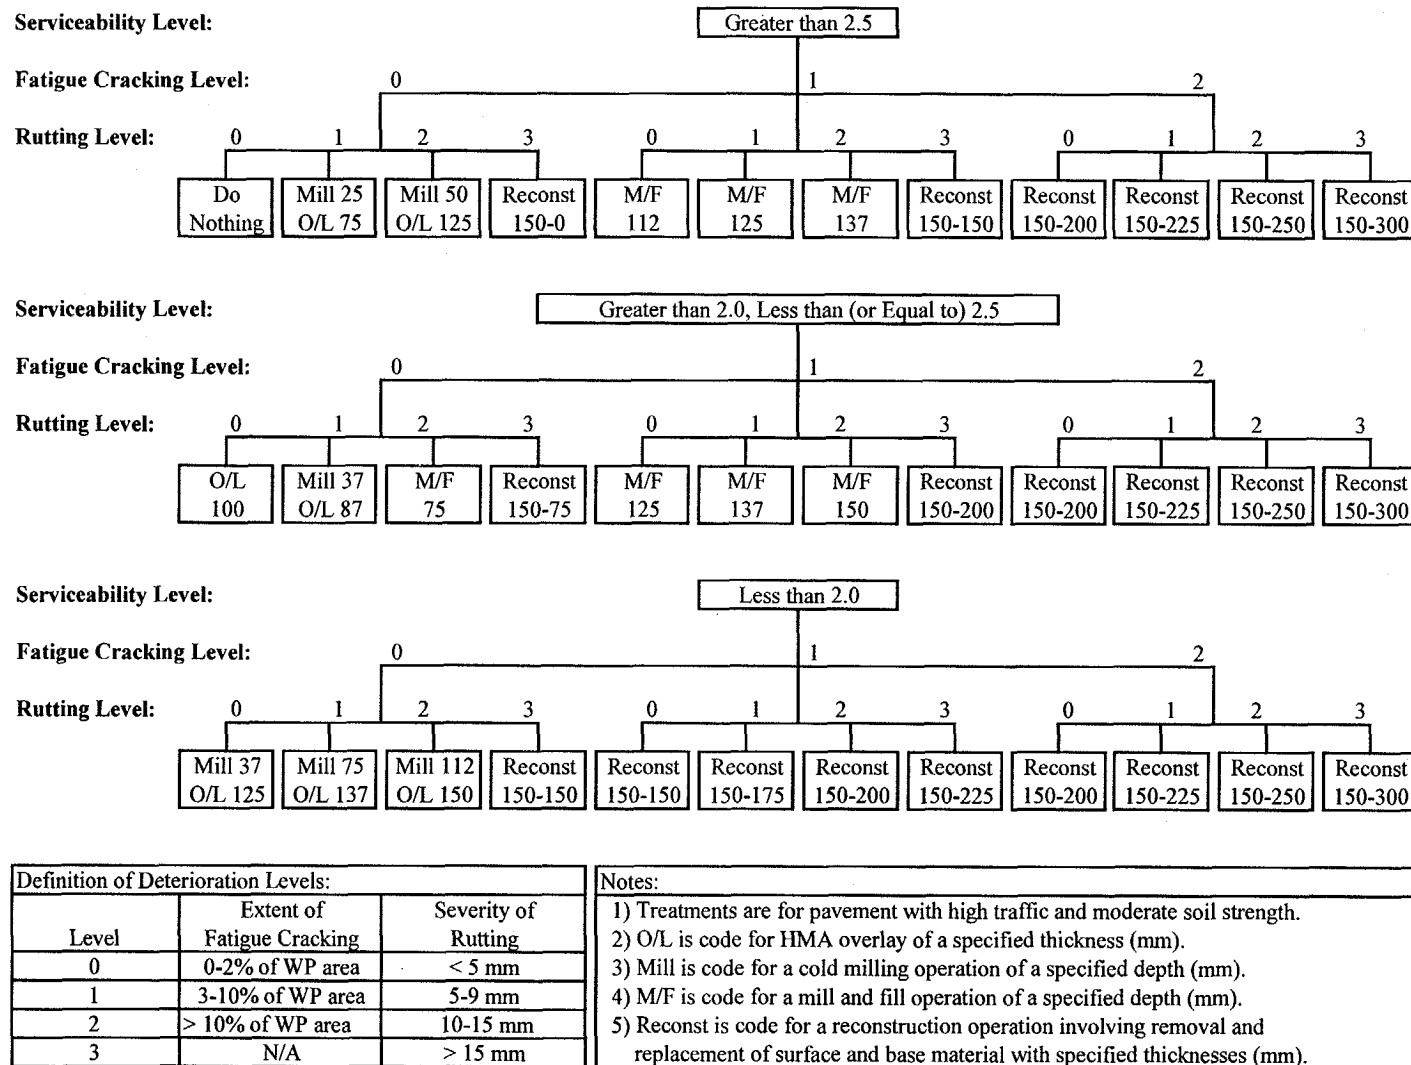 Serviceability Level: Greater than 2.5
Fatigue Cracking Level: 0 1 2
Rutting Level: 0 1 2 3 0 1 2 3 0 1 2 3
Do Mill 25 Mill 50 Reconst M/F M/F M/F Reconst Reconst Reconst Reconst Reconst
Nothing O/L 75 O/L 125 150-0 112 125 137 150-150 150-200 150-225 150-250 150-300
Serviceability Level: Greater than 2.0, Less than (or Equal to) 2.5
Fatigue Cracking Level: 0 1 2
Rutting Level: 0 1 2 3 0 1 2 3 0 1 2 3
O/L Mill 37 M/F Reconst M/F M/F M/F Reconst Reconst Reconst Reconst Reconst
100 O/L 87 75 150-75 125 137 150 150-200 150-200 150-225 150-250 150-300
Serviceability Level: Less than 2.0
Fatigue Cracking Level: 0 1 2
Rutting Level: 0 1 2 3 0 1 2 3 0 1 2 3
Mill 37 Mill 75 Mill 112 Reconst Reconst Reconst Reconst Reconst Reconst Reconst Reconst Reconst
O/L 125 O/L 137 O/L 150 150-150 150-150 150-175 150-200 150-225 150-200 150-225 150-250 150-300
Definition of Deterioration Levels:
Extent of Severity of
Level Fatigue Cracking Rutting
0 0-2% of WP area < 5 mm
1 3-10% of WP area 5-9 mm
2 > 10% of WP area 10-15 mm
3 N/A > 15 mm
Notes:
1) Treatments are for pavement with high traffic and moderate soil strength.
2) O/L is code for HMA overlay of a specified thickness (mm).
3) Mill is code for a cold milling operation of a specified depth (mm).
4) M/F is code for a mill and fill operation of a specified depth (mm).
5) Reconst is code for a reconstruction operation involving removal and
replacement of surface and base material with specified thicknesses (mm).